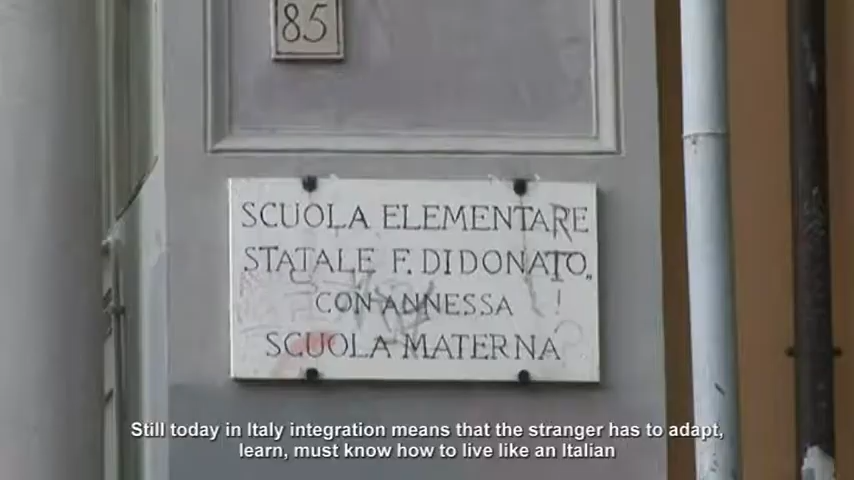 85
SCUOLA ELEMENTARE
STATALE F. DI DONATO„
CON ANNESSA
SCUOLA MATERNA
Still today in Italy integration means that the stranger has to adapt,
learn, must know how to live like an Italian